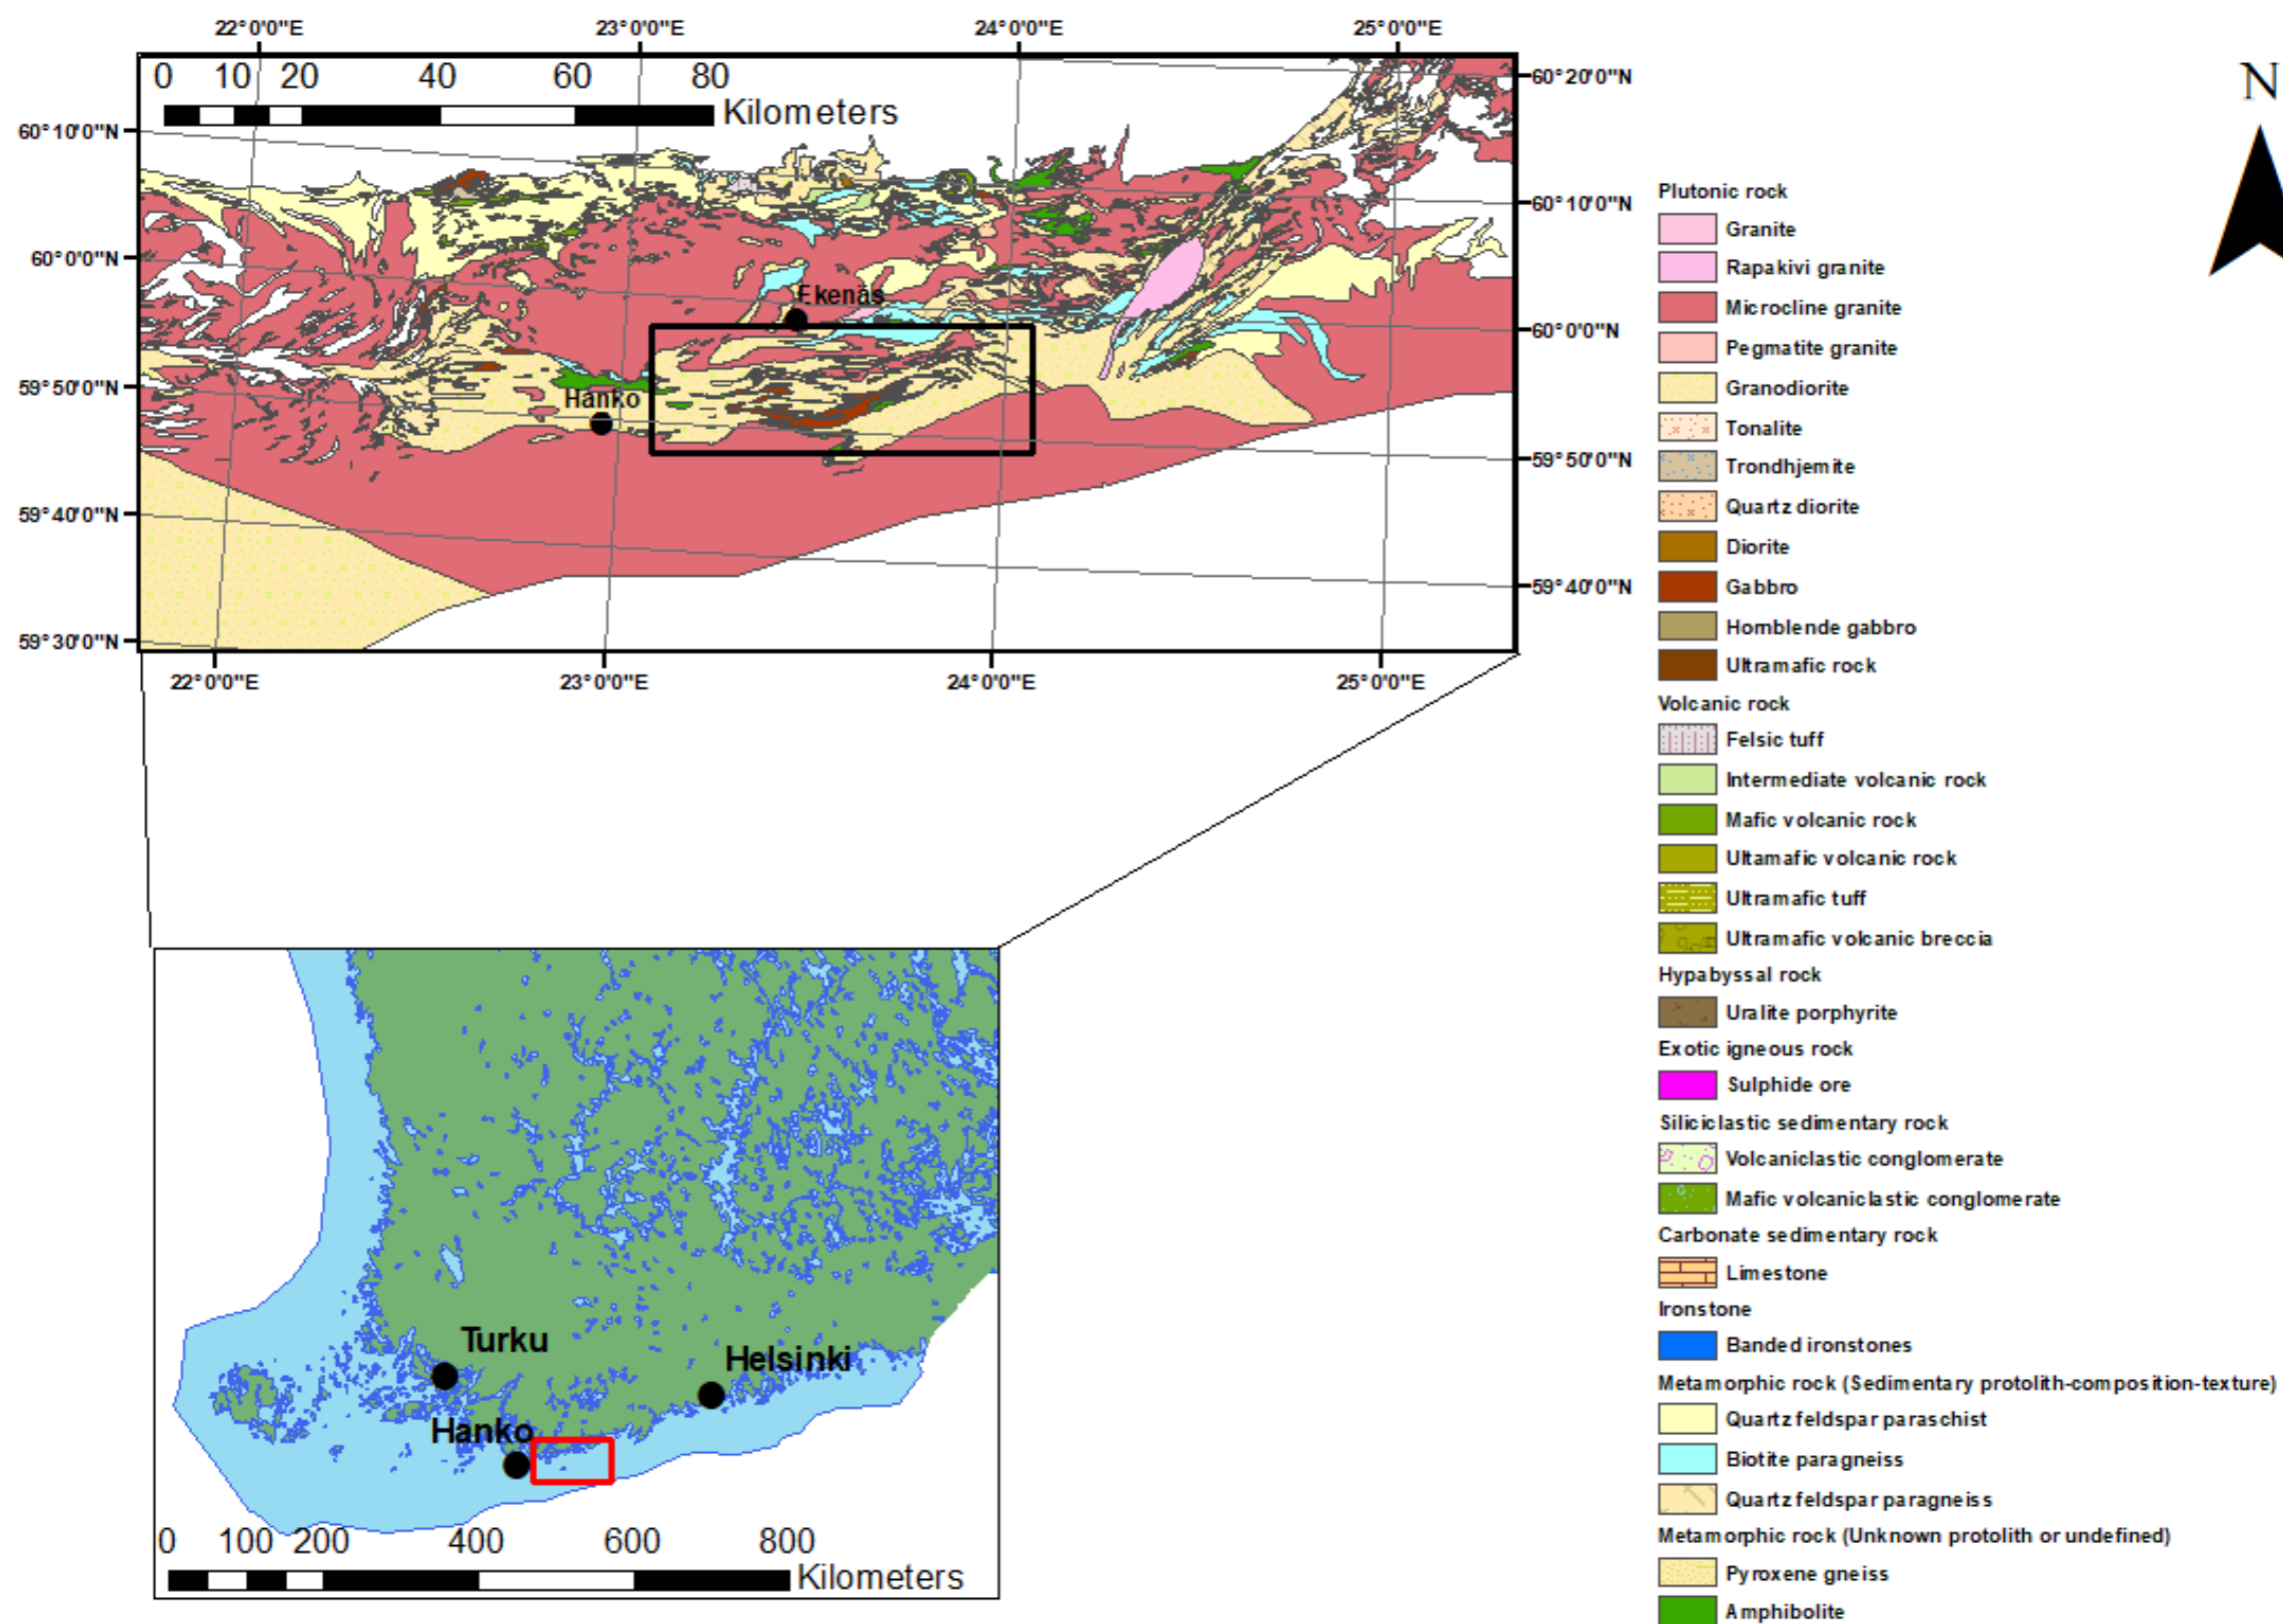 22°0'0"E 23°0'0"E 24°0'0"E 25°0'0"E
0 10 20 40 60 80
Kilometers
60°20'0"N
60°10'0"N
60°10'0"N
60°0'0"N
60°0'0"N
59°50'0"N
59°50'0"N
59°40'0"N
59°40'0"N
59°30'0"N
Ekenäs
Hanko
22°0'0"E 23°0'0"E 24°0'0"E 25°0'0"E
N
Plutonic rock
Granite
Rapakivi granite
Microcline granite
Pegmatite granite
Granodiorite
Tonalite
Trondhjemite
Quartz diorite
Diorite
Gabbro
Hornblende gabbro
Ultramafic rock
Volcanic rock
Felsic tuff
Intermediate volcanic rock
Mafic volcanic rock
Ultamafic volcanic rock
Ultramafic tuff
Ultramafic volcanic breccia
Hypabyssal rock
Uralite porphyrite
Exotic igneous rock
Sulphide ore
Siliciclastic sedimentary rock
Volcaniclastic conglomerate
Mafic volcaniclastic conglomerate
Carbonate sedimentary rock
Limestone
Ironstone
Banded ironstones
Metamorphic rock (Sedimentary protolith-composition-texture)
Quartz feldspar paraschist
Biotite paragneiss
Quartz feldspar paragneiss
Metamorphic rock (Unknown protolith or undefined)
Pyroxene gneiss
Amphibolite
Turku
Helsinki
Hanko
0 100 200 400 600 800
Kilometers